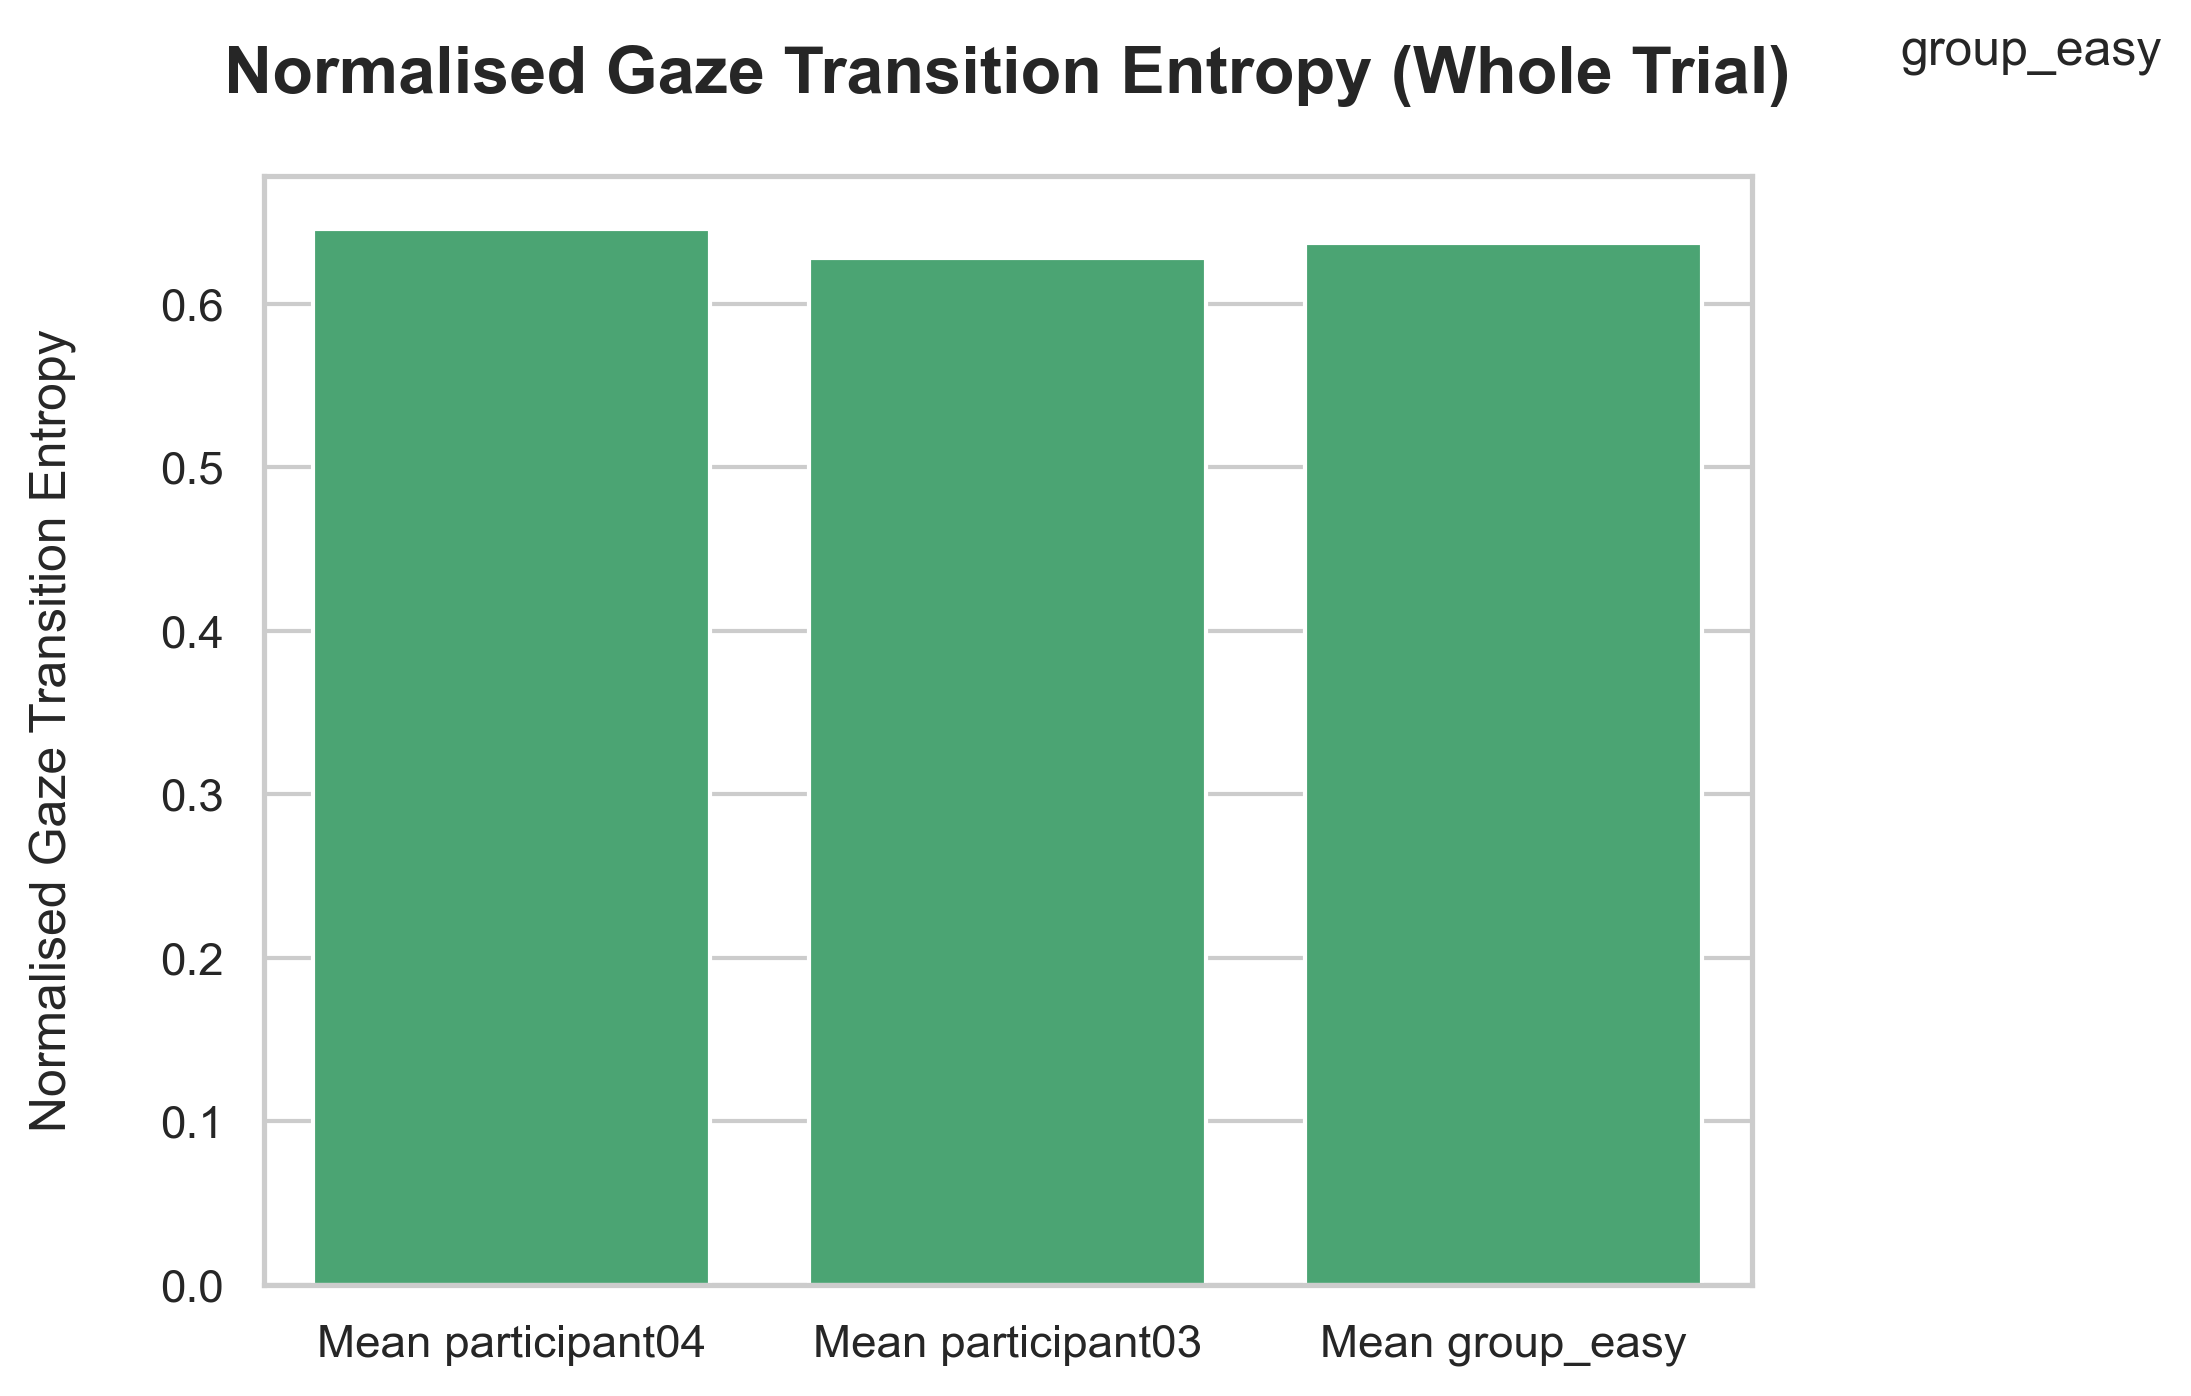 Normalised Gaze Transition Entropy (Whole Trial)
group_easy
Normalised Gaze Transition Entropy
0.6
0.5
0.4
0.3
0.2
0.1
0.0
Mean participant04
Mean participant03
Mean group_easy